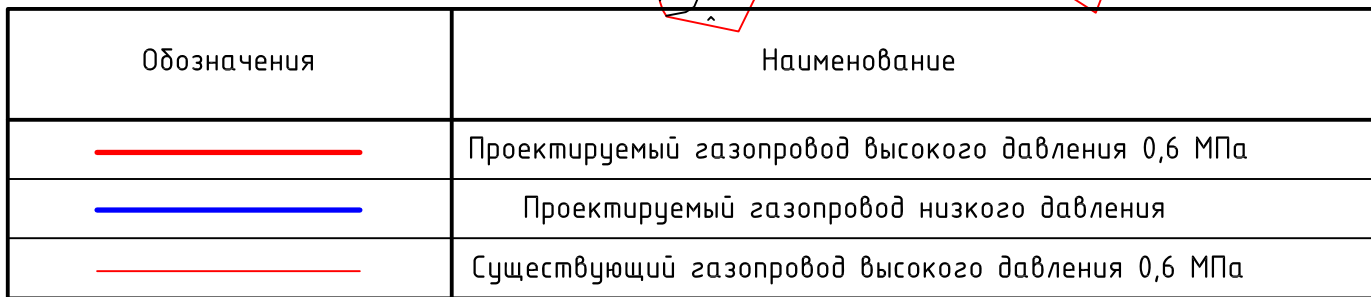 Обозначения
Наименование
Проектируемый газопровод высокого давления 0,6 МПа
Проектируемый газопровод низкого давления
Существующий газопровод высокого давления 0,6 МПа